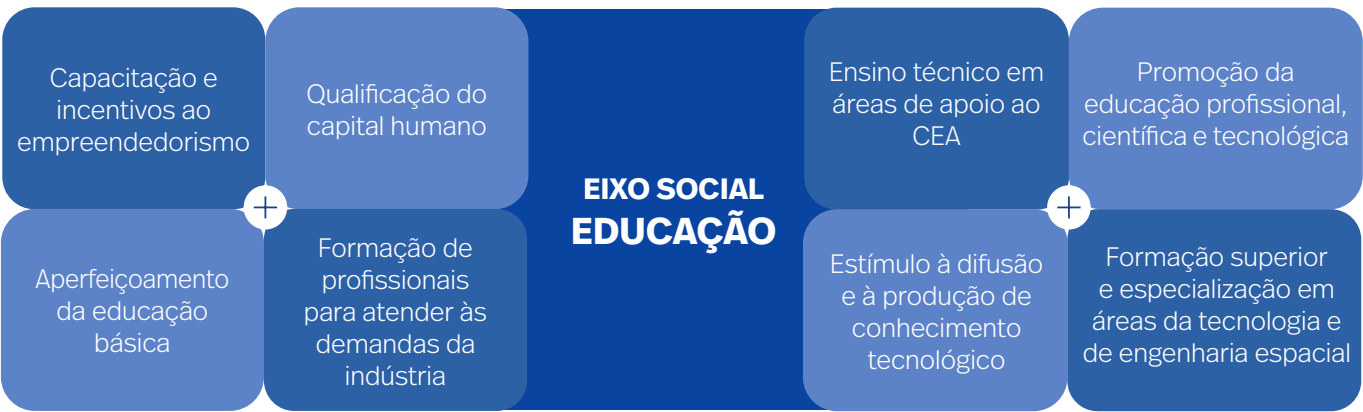 Capacitação e
incentivos ao
empreendedorismo
Qualificação do
capital humano
Aperfeiçoamento
da educação
básica
Formação de
profissionais
para atender às
demandas da
indústria
EIXO SOCIAL
EDUCAÇÃO
Ensino técnico em
áreas de apoio ao
CEA
Promoção da
educação profissional,
científica e tecnológica
Estímulo à difusão
e à produção de
conhecimento
tecnológico
Formação superior
e especialização em
áreas da tecnologia e
de engenharia espacial